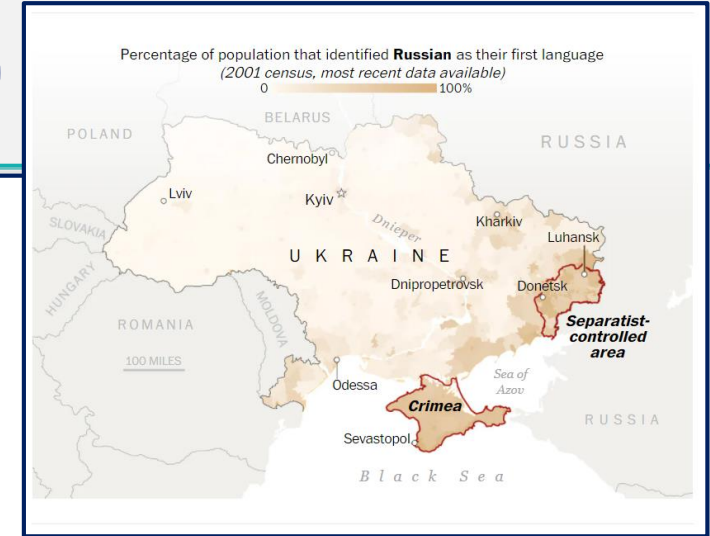 Percentage of population that identified Russian as their first language
(2001 census, most recent data available)
0 100%
BELARUS
POLAND
RUSSIA
Chernobyl
Lviv
Kyiv
Dnieper
Kharkiv
SLOVAKIA
Luhansk
UKRAINE
HUNGARY
Dnipropetrovsk
Donetsk
MOLDOVA
ROMANIA
Separatist-
controlled
area
100 MILES
Sea of
Azov
Odessa
Crimea
RUSSIA
Sevastopol
Black Sea